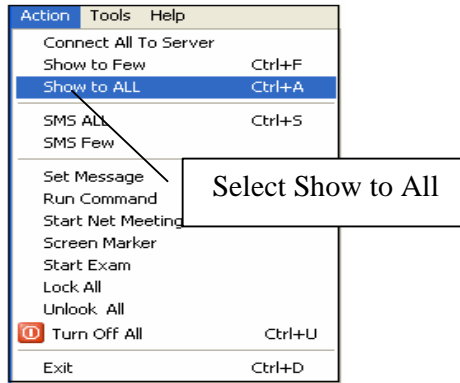 Action Tools Help
Connect All To Server
Show to Few Ctrl+F
Show to ALL Ctrl+A
SMS ALL Ctrl+S
SMS Few
Set Message
Select Show to All
Run Command
Start Net Meeting
Screen Marker
Start Exam
Lock All
Unlook All
Turn Off All Ctrl+U
Exit Ctrl+D